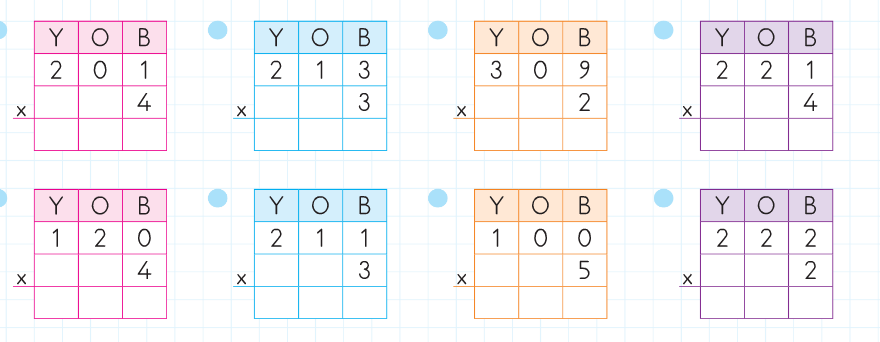 Y O B Y O B Y O B Y O B
2 0 1 2 1 3 3 0 9 2 2 1
x 4 x 3 x 2 x 4
Y O B Y O B Y O B Y O B
1 2 0 2 1 1 1 0 0 2 2 2
x 4 x 3 x 5 x 2